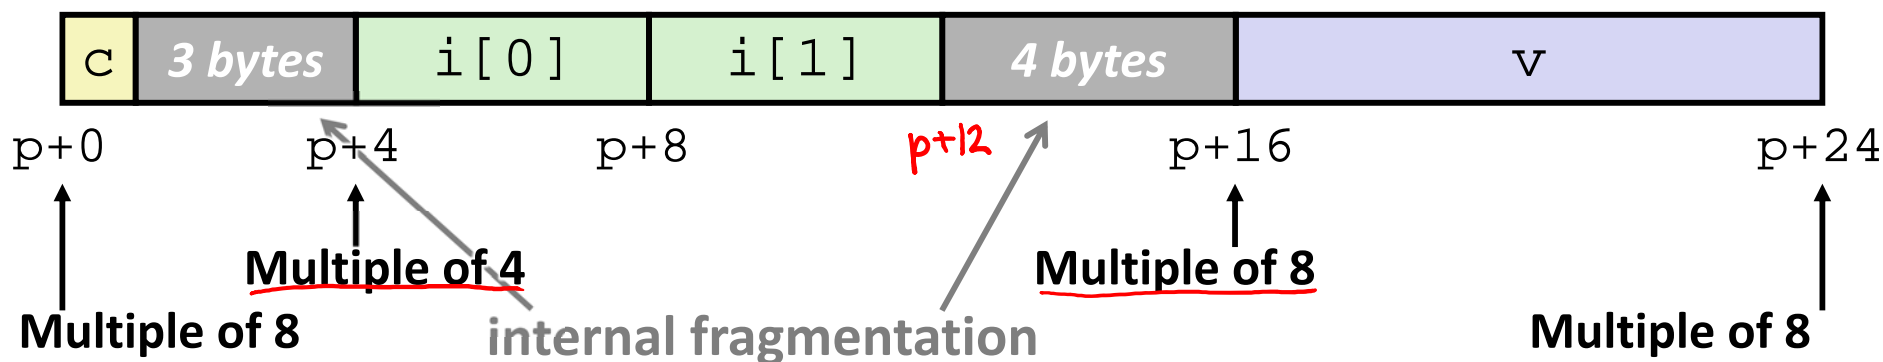 c 3 bytes i[0] i[1] 4 bytes v
p+0 p+4 p+8 p+12 p+16 p+24
Multiple of 4 Multiple of 8
Multiple of 8 internal fragmentation Multiple of 8